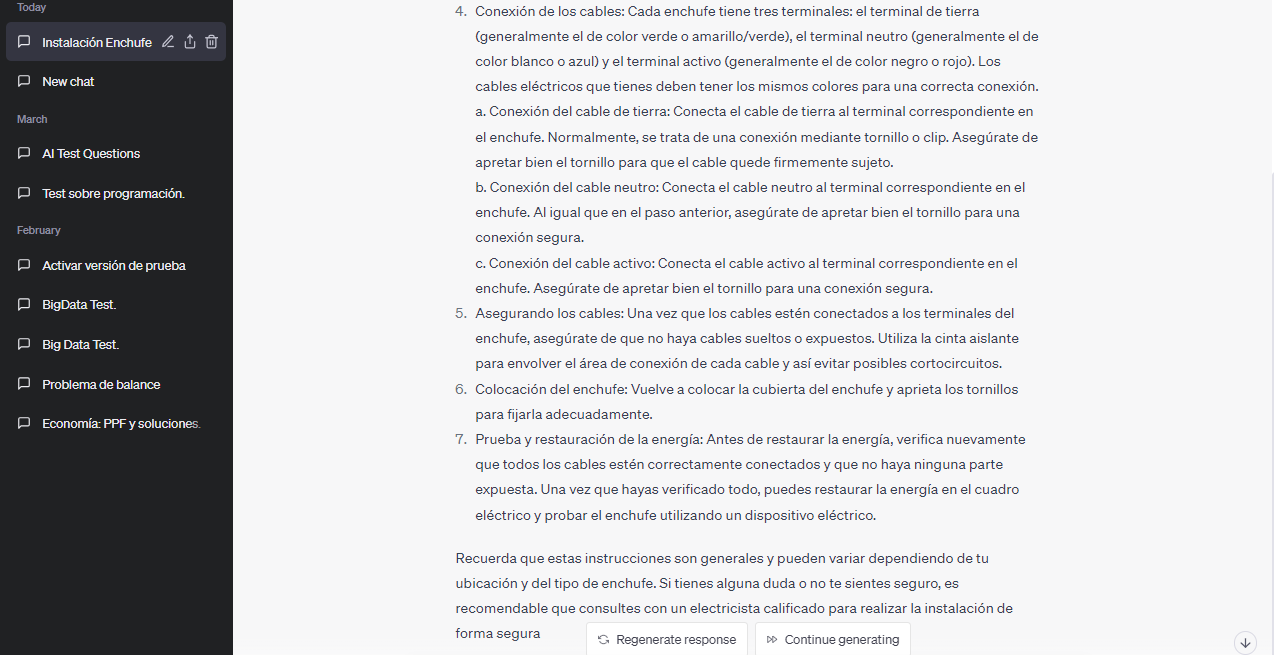 Today
Instalación Enchufe
New chat
March
AI Test Questions
Test sobre programación.
February
Activar versión de prueba
BigData Test.
Big Data Test.
Problema de balance
Economía: PPF y soluciones.
4. Conexión de los cables: Cada enchufe tiene tres terminales: el terminal de tierra
(generalmente el de color verde o amarillo/verde), el terminal neutro (generalmente el de
color blanco o azul) y el terminal activo (generalmente el de color negro o rojo). Los
cables eléctricos que tienes deben tener los mismos colores para una correcta conexión.
a. Conexión del cable de tierra: Conecta el cable de tierra al terminal correspondiente en
el enchufe. Normalmente, se trata de una conexión mediante tornillo o clip. Asegúrate de
apretar bien el tornillo para que el cable quede firmemente sujeto.
b. Conexión del cable neutro: Conecta el cable neutro al terminal correspondiente en el
enchufe. Al igual que en el paso anterior, asegúrate de apretar bien el tornillo para una
conexión segura.
c. Conexión del cable activo: Conecta el cable activo al terminal correspondiente en el
enchufe. Asegúrate de apretar bien el tornillo para una conexión segura.
5. Asegurando los cables: Una vez que los cables estén conectados a los terminales del
enchufe, asegúrate de que no haya cables sueltos o expuestos. Utiliza la cinta aislante
para envolver el área de conexión de cada cable y así evitar posibles cortocircuitos.
6. Colocación del enchufe: Vuelve a colocar la cubierta del enchufe y aprieta los tornillos
para fijarla adecuadamente.
7. Prueba y restauración de la energía: Antes de restaurar la energía, verifica nuevamente
que todos los cables estén correctamente conectados y que no haya ninguna parte
expuesta. Una vez que hayas verificado todo, puedes restaurar la energía en el cuadro
eléctrico y probar el enchufe utilizando un dispositivo eléctrico.
Recuerda que estas instrucciones son generales y pueden variar dependiendo de tu
ubicación y del tipo de enchufe. Si tienes alguna duda o no te sientes seguro, es
recomendable que consultes con un electricista calificado para realizar la instalación de
forma segura
Regenerate response
Continue generating